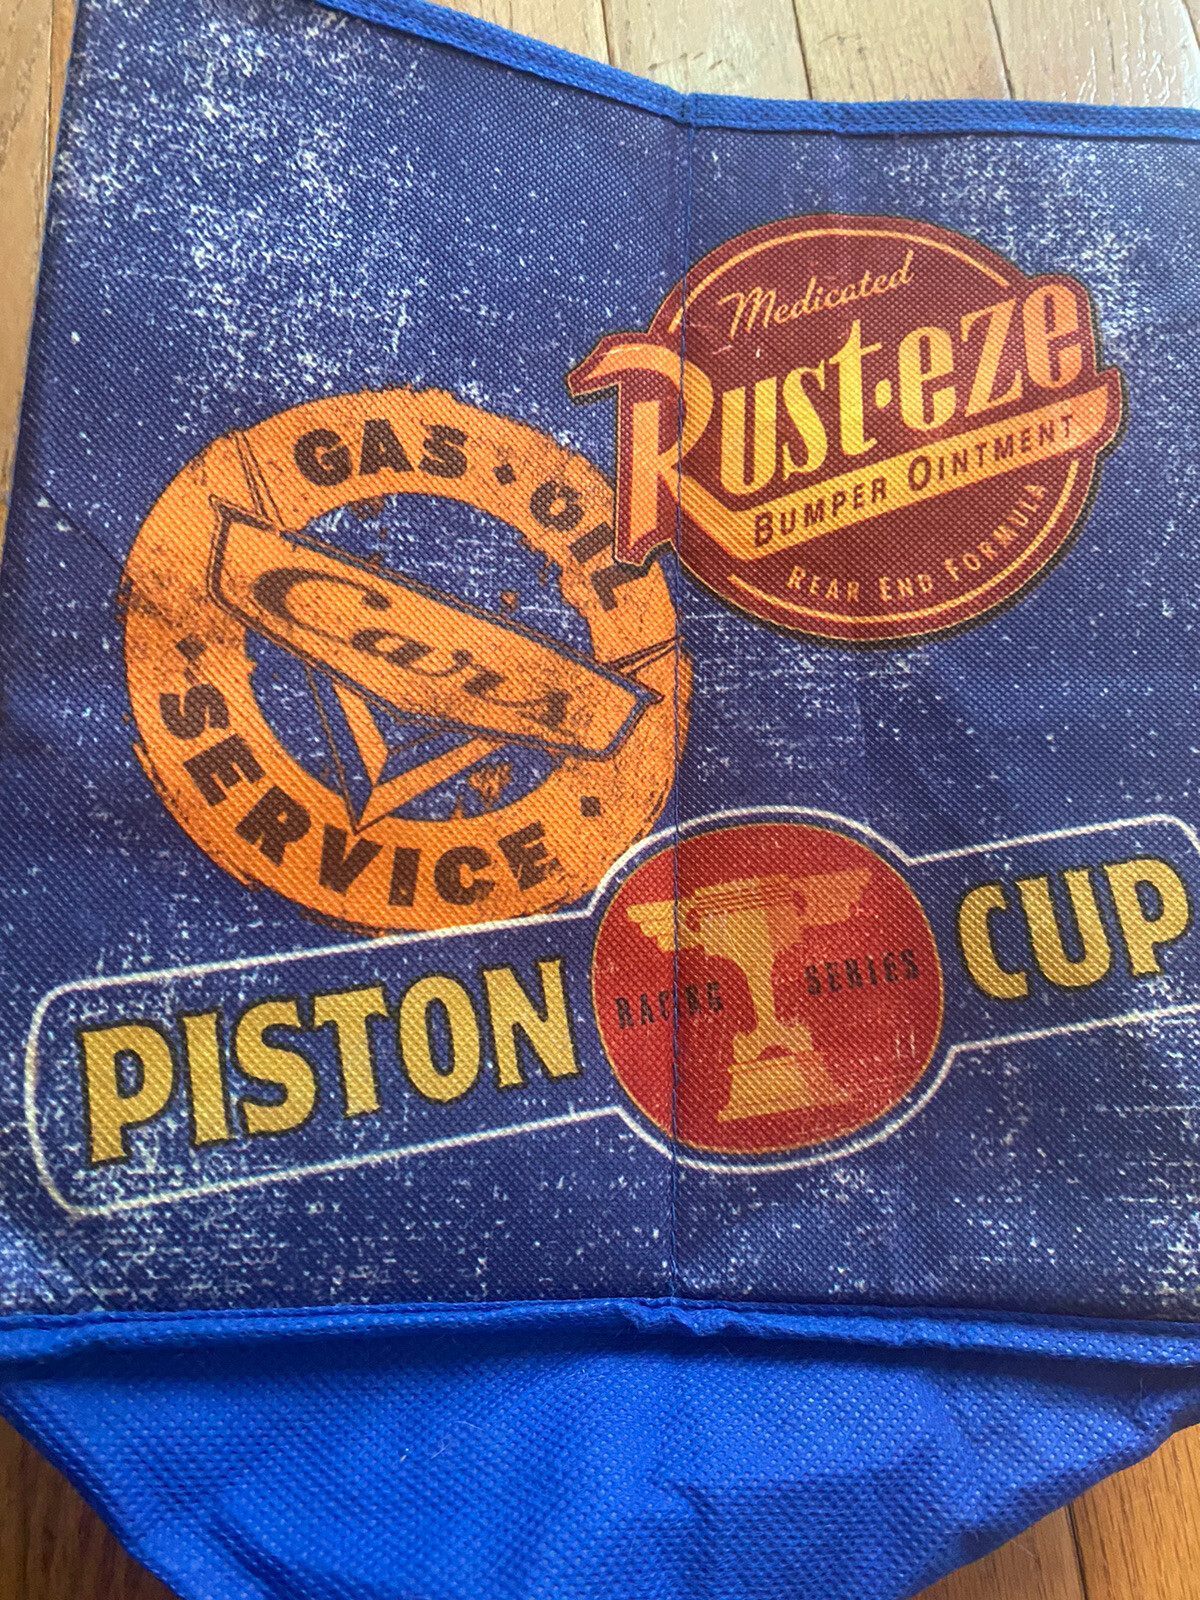 Medicated
Rust-eze
BUMPER OINTMENT
REAR END FORMULA
GAS • OIL
Cars
• SERVICE •
PISTON CUP
RACING SERIES